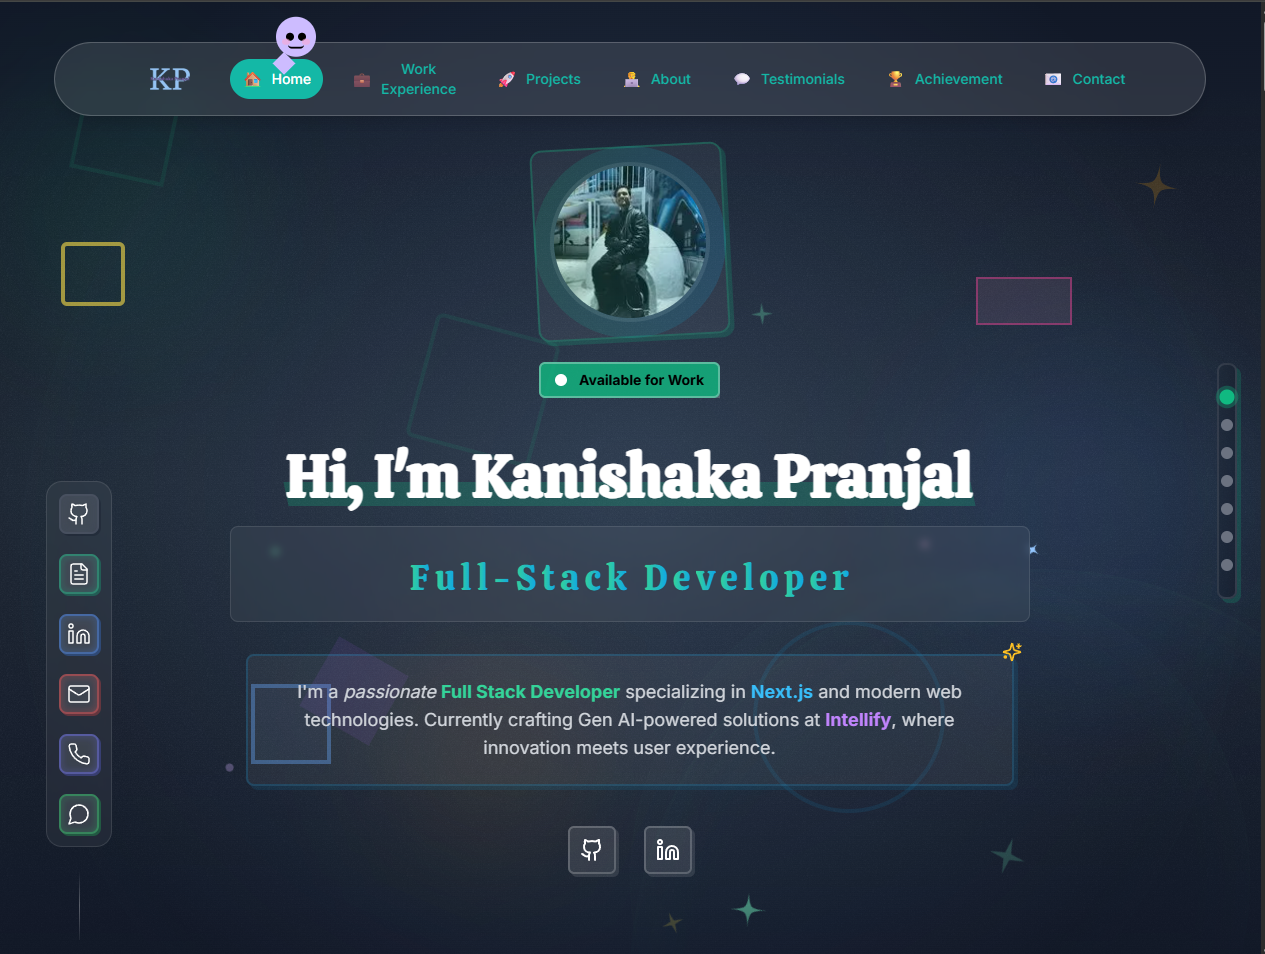 KP
Home
Work
Experience
Projects
About
Testimonials
Achievement
Contact
Available for Work
Hi, I'm Kanishaka Pranjal
Full-Stack Developer
I'm a passionate Full Stack Developer specializing in Next.js and modern web
technologies. Currently crafting Gen AI-powered solutions at Intellify, where
innovation meets user experience.
in
in